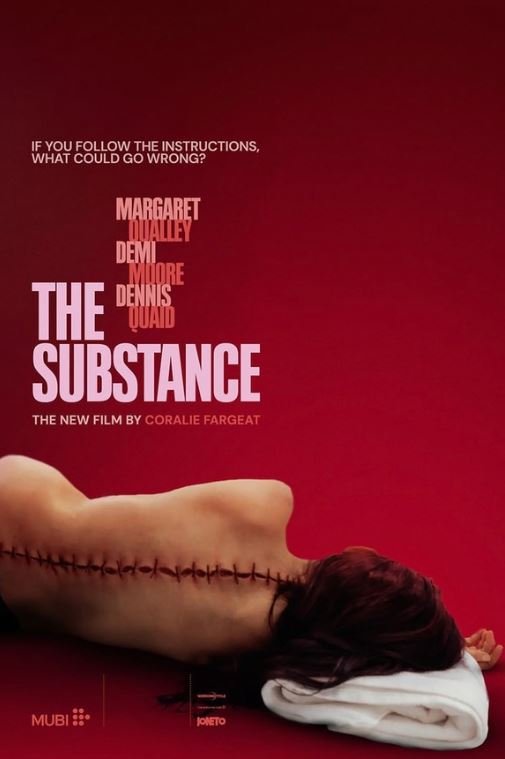 IF YOU FOLLOW THE INSTRUCTIONS,
WHAT COULD GO WRONG?
MARGARET
QUALLEY
DEMI
MOORE
DENNIS
QUAID
THE
SUBSTANCE
THE NEW FILM BY CORALIE FARGEAT
MUBI